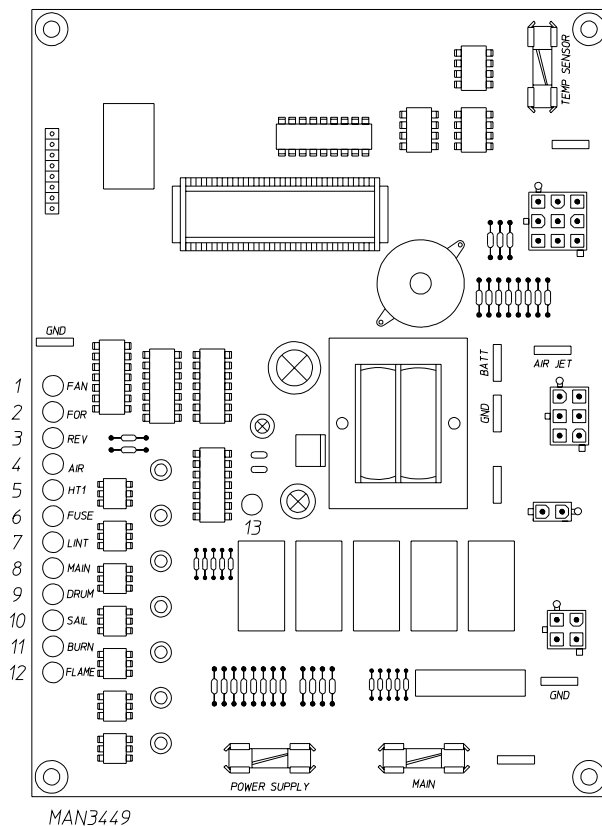 TEMP SENSOR
GND
BATT
AIR JET
GND
1 FAN
2 FOR
3 REV
4 AIR
5 HT1
6 FUSE
7 LINT
8 MAIN
9 DRUM
10 SAIL
11 BURN
12 FLAME
13
GND
POWER SUPPLY
MAIN
MAN3449